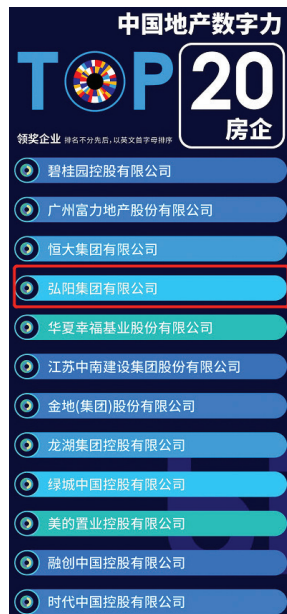 中国地产数字力
TOP 20
房企
领奖企业 排名不分先后,以英文首字母排序
碧桂园控股有限公司
广州富力地产股份有限公司
恒大集团有限公司
弘阳集团有限公司
华夏幸福基业股份有限公司
江苏中南建设集团股份有限公司
金地(集团)股份有限公司
龙湖集团控股有限公司
绿城中国控股有限公司
美的置业控股有限公司
融创中国控股有限公司
时代中国控股有限公司